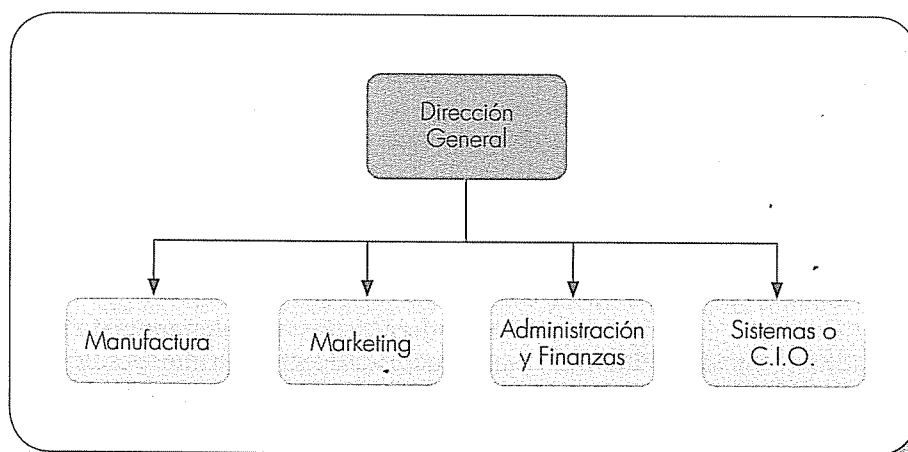 Dirección
General
Manufactura
Marketing
Administración
y Finanzas
Sistemas o
C.I.O.